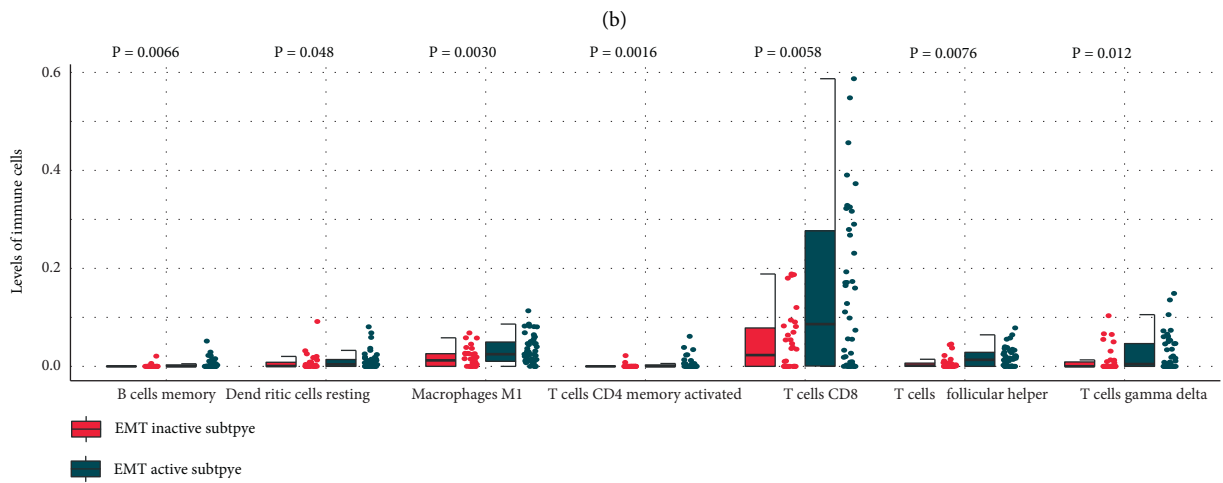 (b)
P = 0.0066 P = 0.048 P = 0.0030 P = 0.0016 P = 0.0058 P = 0.0076 P = 0.012
Levels of immune cells
0.6
0.4
0.2
0.0
B cells memory Dend ritic cells resting Macrophages M1 T cells CD4 memory activated T cells CD8 T cells follicular helper T cells gamma delta
EMT inactive subtpye
EMT active subtpye